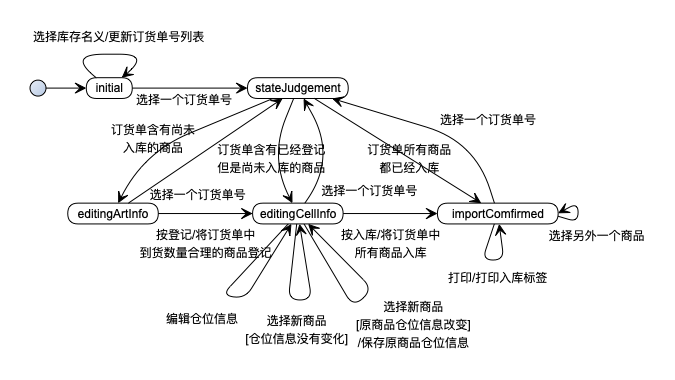 选择库存名义/更新订货单号列表
initial
stateJudgement
选择一个订货单号
选择一个订货单号
订货单含有尚未
入库的商品
订货单含有已经登记
但是尚未入库的商品
订货单所有商品
都已经入库
选择一个订货单号
选择一个订货单号
editingArtInfo
editingCellInfo
importComfirmed
按登记/将订货单中
到货数量合理的商品登记
按入库/将订货单中
所有商品入库
选择另外一个商品
打印/打印入库标签
编辑仓位信息
选择新商品
[仓位信息没有变化]
选择新商品
[原商品仓位信息改变]
/保存原商品仓位信息